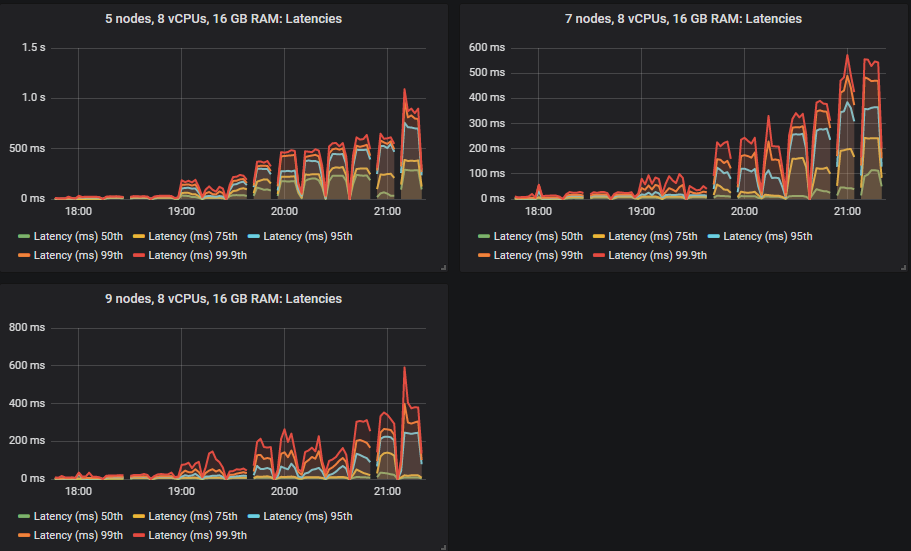 5 nodes, 8 vCPUs, 16 GB RAM: Latencies
1.5 s
1.0 s
500 ms
0 ms
18:00 19:00 20:00 21:00
Latency (ms) 50th Latency (ms) 75th Latency (ms) 95th
Latency (ms) 99th Latency (ms) 99.9th
7 nodes, 8 vCPUs, 16 GB RAM: Latencies
600 ms
500 ms
400 ms
300 ms
200 ms
100 ms
0 ms
18:00 19:00 20:00 21:00
Latency (ms) 50th Latency (ms) 75th Latency (ms) 95th
Latency (ms) 99th Latency (ms) 99.9th
9 nodes, 8 vCPUs, 16 GB RAM: Latencies
800 ms
600 ms
400 ms
200 ms
0 ms
18:00 19:00 20:00 21:00
Latency (ms) 50th Latency (ms) 75th Latency (ms) 95th
Latency (ms) 99th Latency (ms) 99.9th